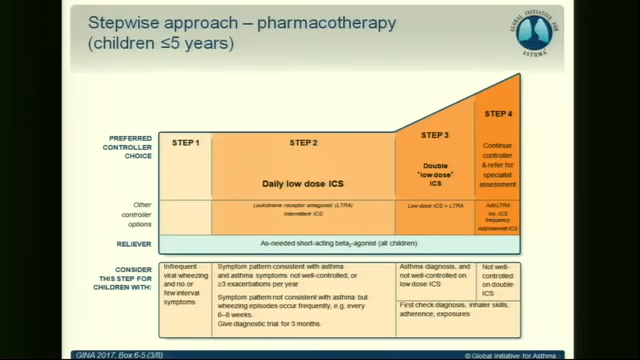 Stepwise approach – pharmacotherapy
(children ≤5 years)
GLOBAL INITIATIVE FOR ASTHMA
PREFERRED
CONTROLLER
CHOICE
STEP 1
STEP 2
Daily low dose ICS
STEP 3
Double
"low dose"
ICS
STEP 4
Continue
controller
& refer for
specialist
assessment
Other
controller
options
Leukotriene receptor antagonist (LTRA)
Intermittent ICS
Low dose ICS + LTRA
Add LTRA
Inc. ICS
frequency
Add intermitt ICS
RELIEVER
As-needed short-acting beta2-agonist (all children)
CONSIDER
THIS STEP FOR
CHILDREN WITH:
Infrequent
viral wheezing
and no or
few interval
symptoms
Symptom pattern consistent with asthma
and asthma symptoms not well-controlled, or
≥3 exacerbations per year
Symptom pattern not consistent with asthma but
wheezing episodes occur frequently, e.g. every
6–8 weeks.
Give diagnostic trial for 3 months.
Asthma diagnosis, and
not well-controlled on
low dose ICS
Not well-
controlled
on double
ICS
First check diagnosis, inhaler skills,
adherence, exposures
GINA 2017, Box 6-5 (3/8)
© Global Initiative for Asthma